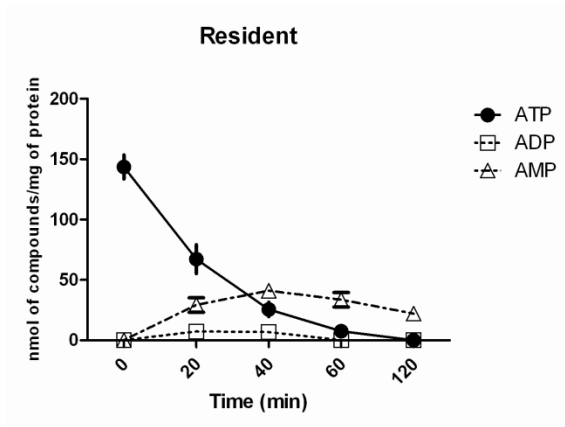 Resident
nmol of compounds/mg of protein
200
150
100
50
0
0
20
40
60
120
Time (min)
ATP
ADP
AMP